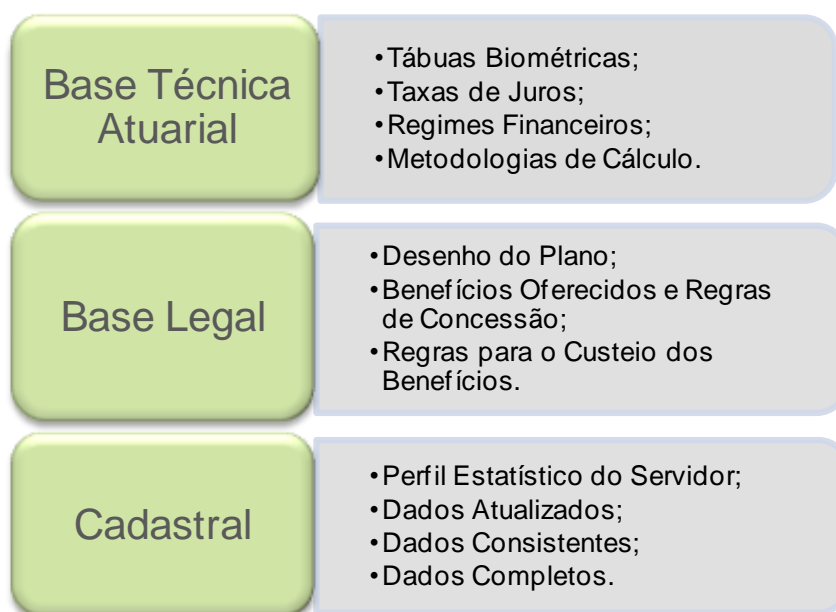 Base Técnica
Atuarial
•Tábuas Biométricas;
•Taxas de Juros;
•Regimes Financeiros;
•Metodologias de Cálculo.
Base Legal
•Desenho do Plano;
•Benefícios Oferecidos e Regras
de Concessão;
•Regras para o Custeio dos
Benefícios.
Cadastral
•Perfil Estatístico do Servidor;
•Dados Atualizados;
•Dados Consistentes;
•Dados Completos.